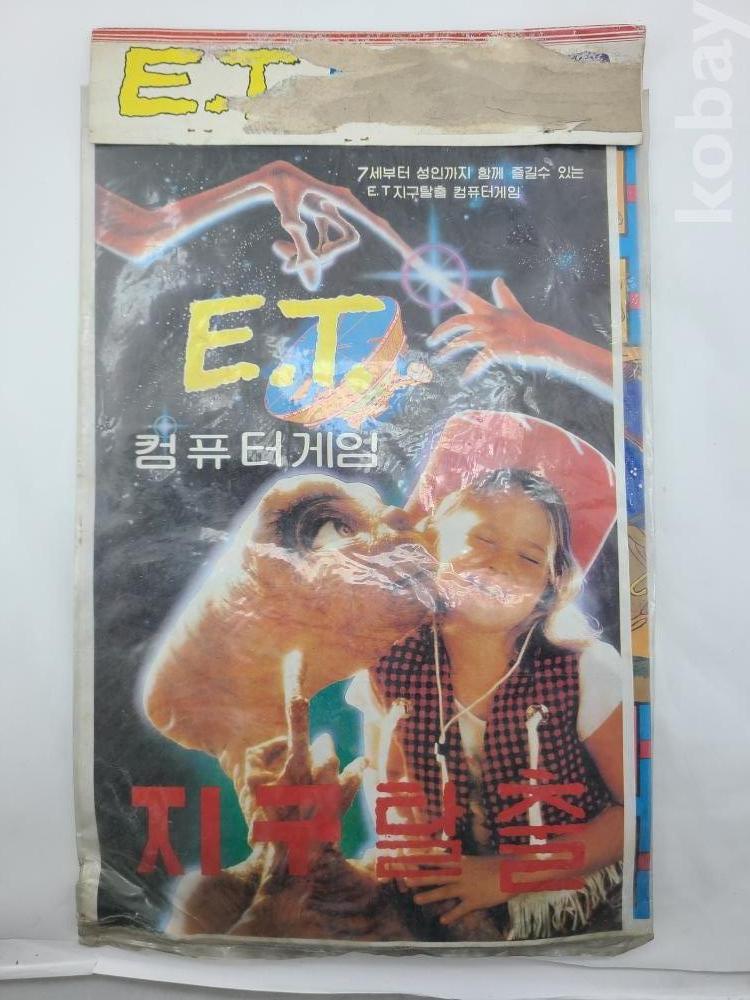 E.T
7세부터 성인까지 함께 즐길수 있는
E.T 지구탈출 컴퓨터게임
E.T.
컴퓨터게임
지구탈출
kobay